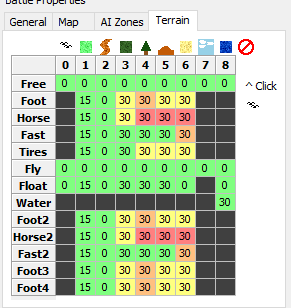 Battle Properties
General Map AI Zones Terrain
0 1 2 3 4 5 6 7 8
Free 0 0 0 0 0 0 0 0 0 ^ Click
Foot 15 0 30 30 30 30
Horse 15 0 30 30 30 30
Fast 15 0 30 30 30 30
Tires 15 0 30 30 30 30
Fly 0 0 0 0 0 0 0 0 0
Float 0 15 0 30 30 30 30 0
Water 30
Foot2 15 0 30 30 30 30
Horse2 15 0 30 30 30 30
Fast2 15 0 30 30 30 30
Foot3 15 0 30 30 30 30
Foot4 15 0 30 30 30 30